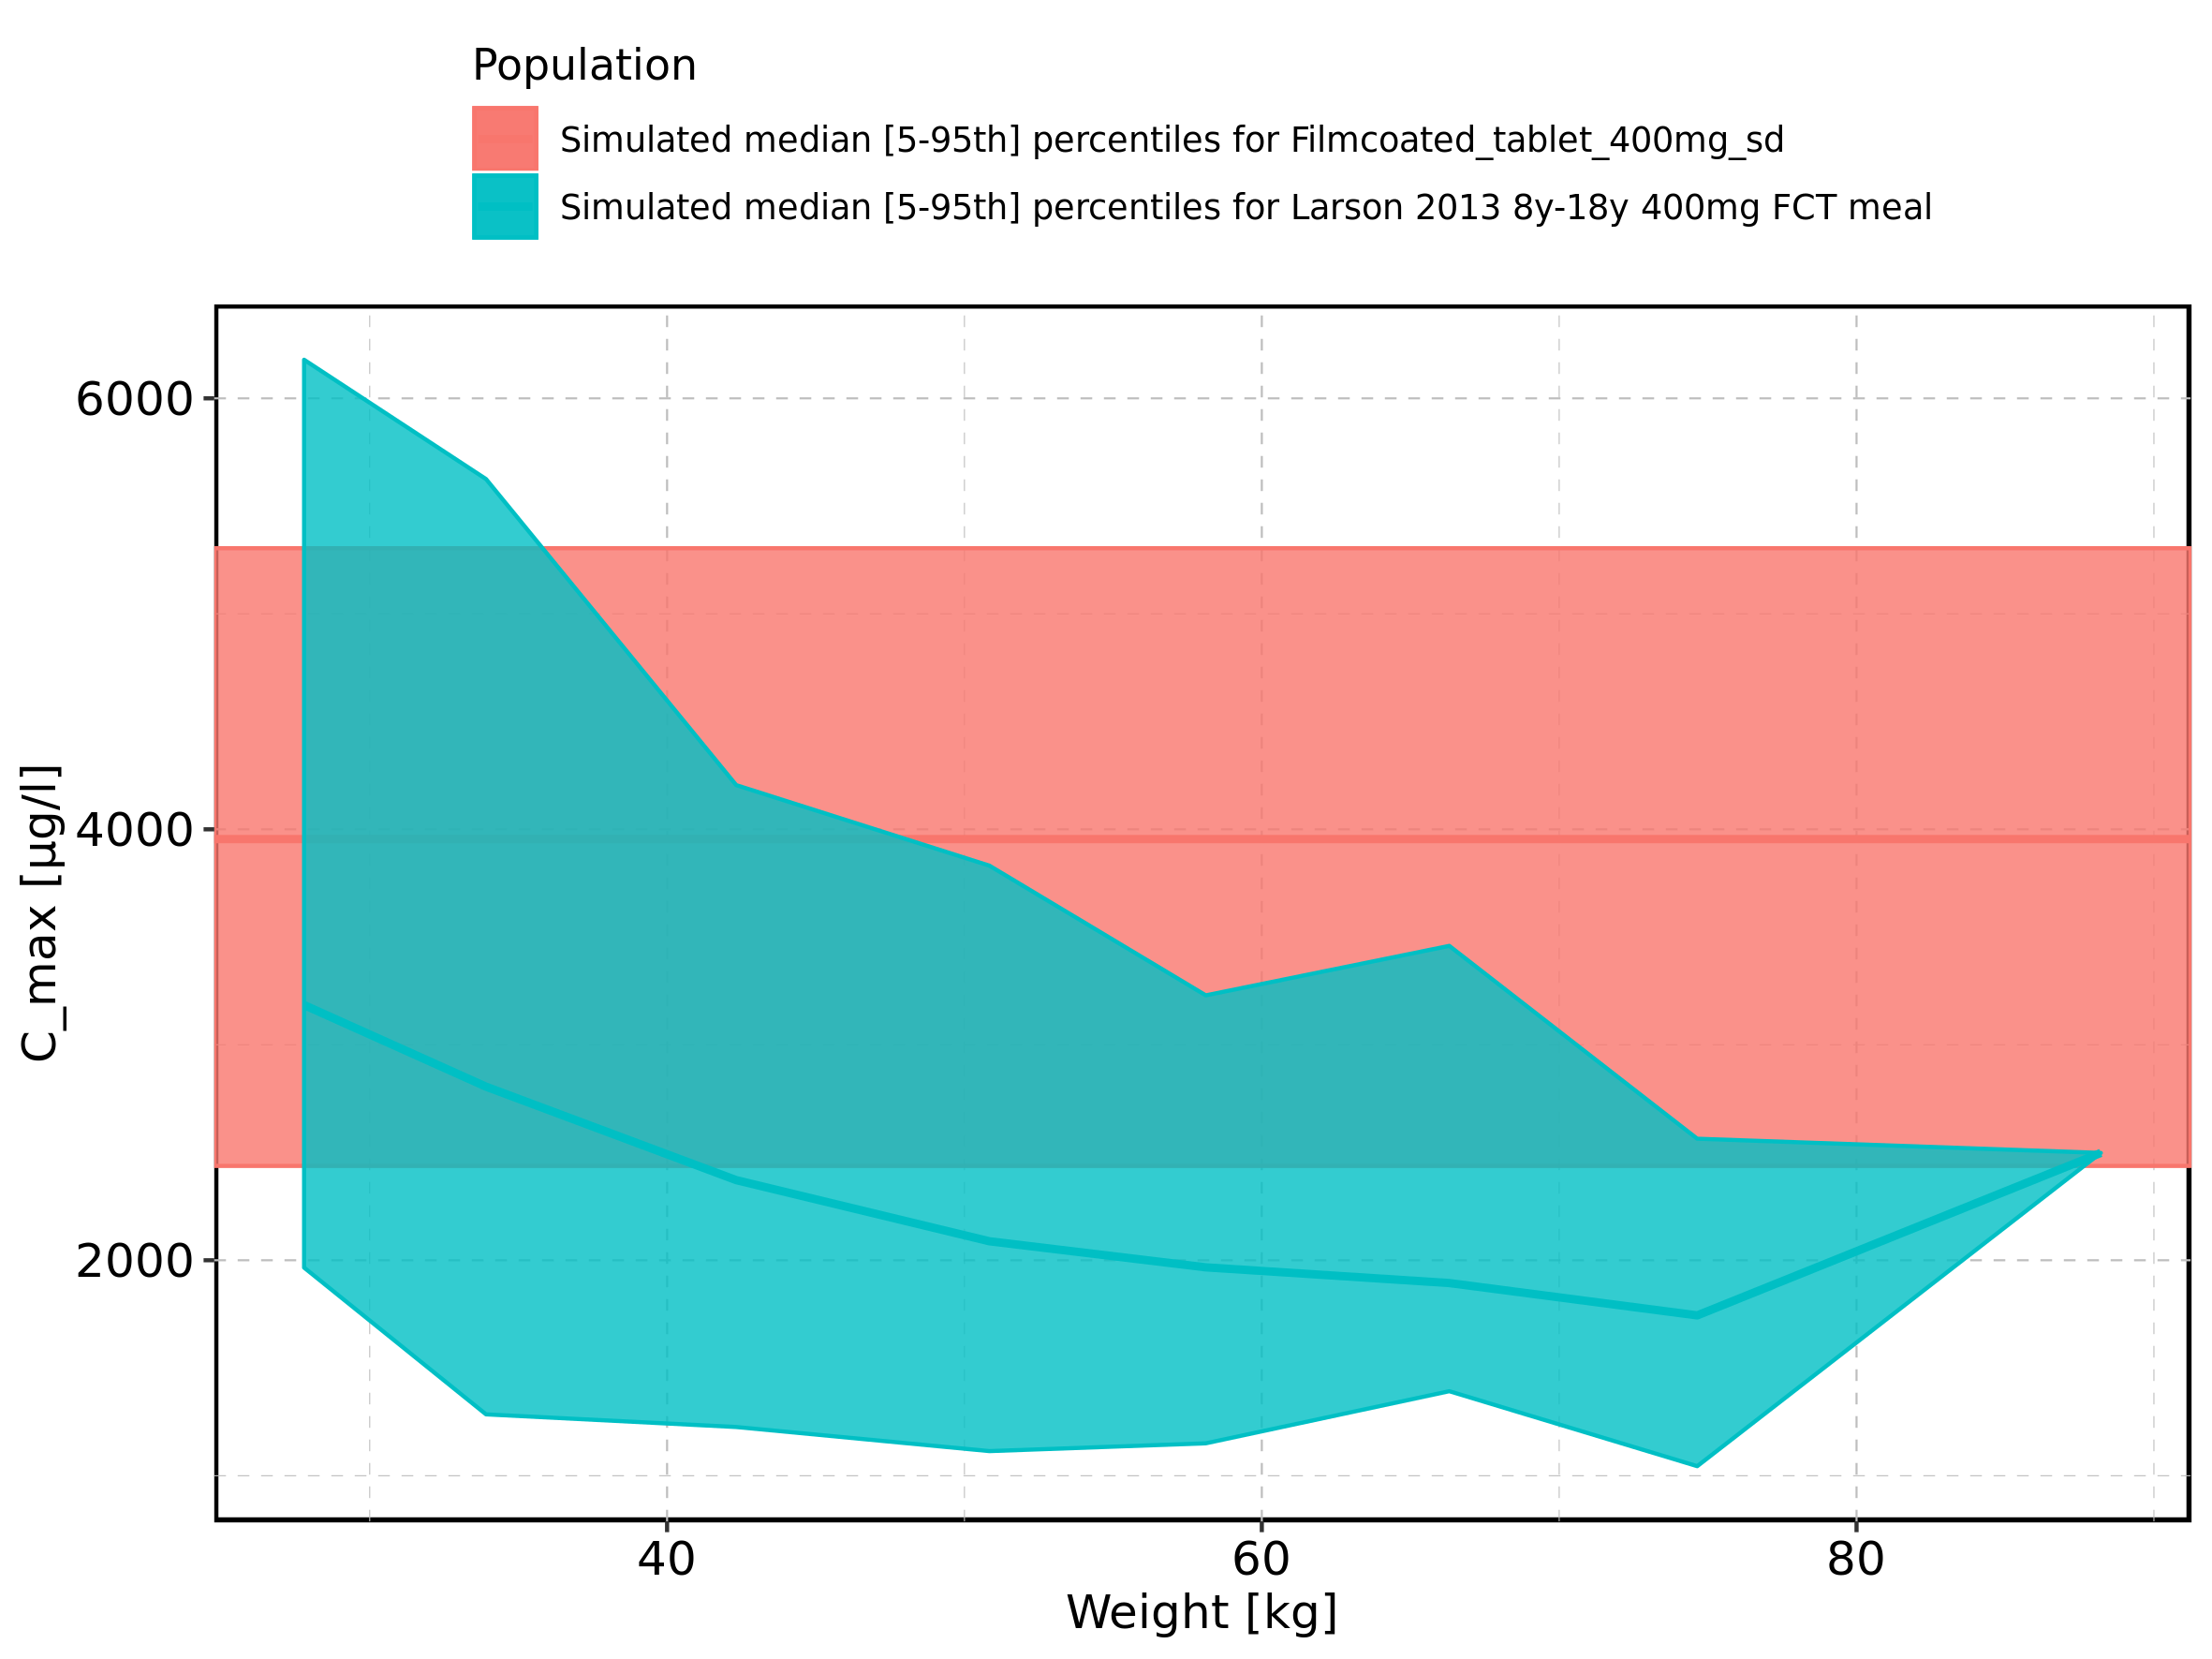 Population
Simulated median [5-95th] percentiles for Filmcoated_tablet_400mg_sd
Simulated median [5-95th] percentiles for Larson 2013 8y-18y 400mg FCT meal
6000
4000
2000
C_max [µg/l]
40
60
80
Weight [kg]